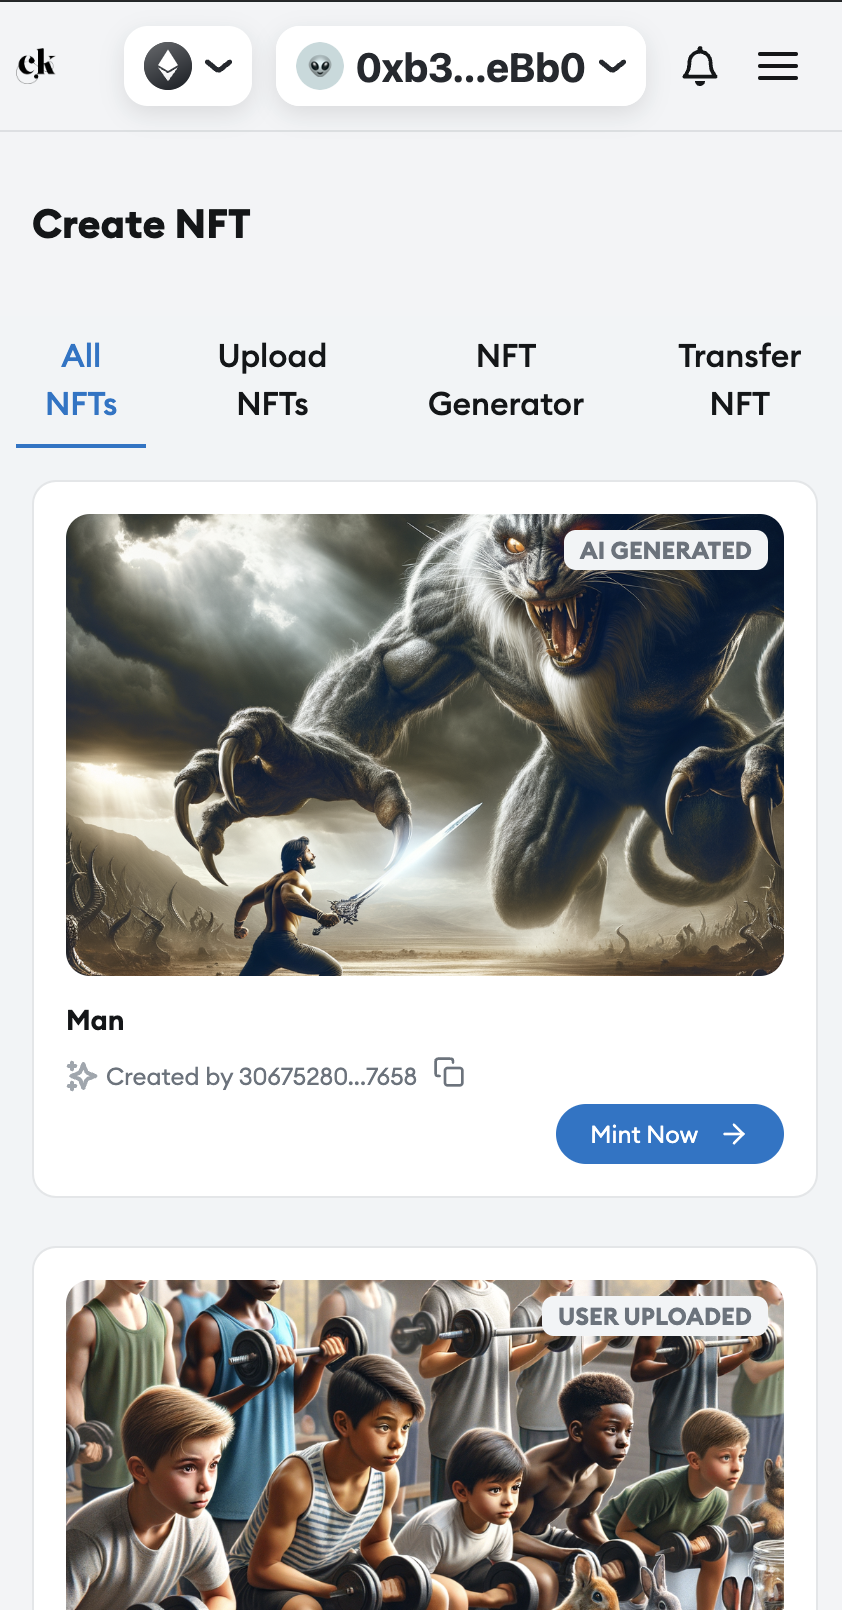 ck
0xb3...eBb0
Create NFT
All NFTs
Upload NFTs
NFT Generator
Transfer NFT
AI GENERATED
Man
Created by 30675280...7658
Mint Now
USER UPLOADED